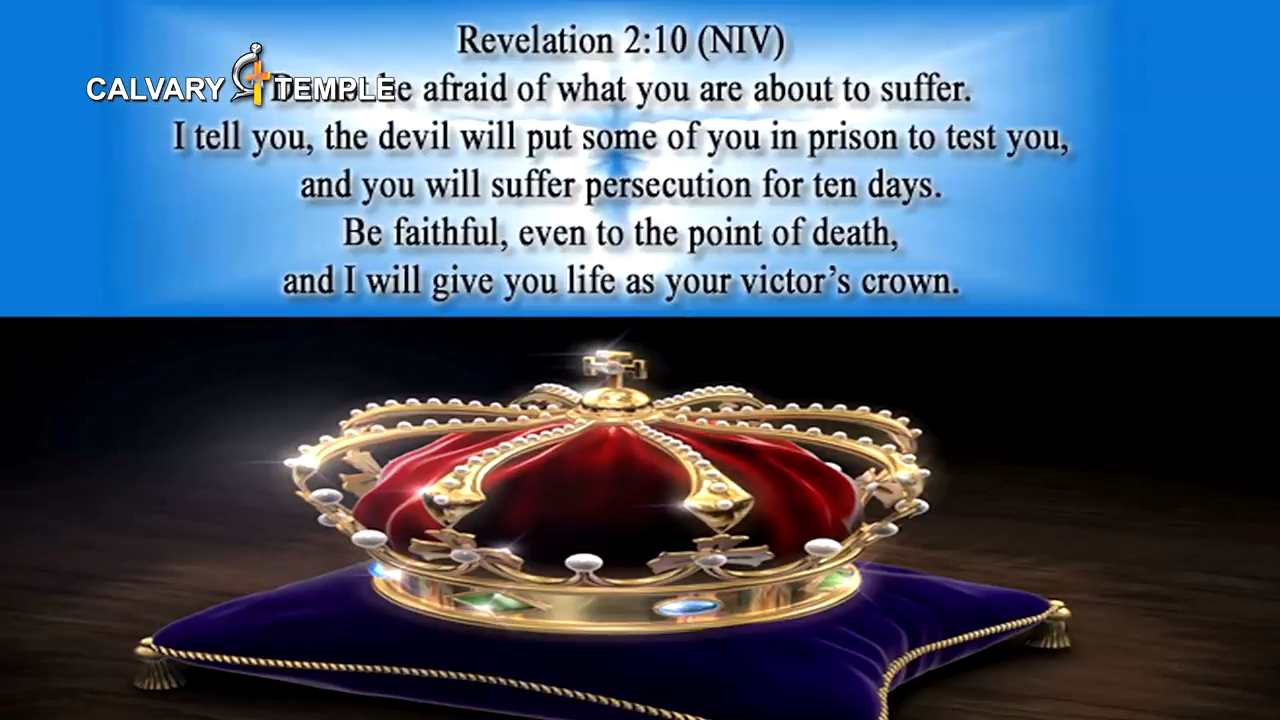 Revelation 2:10 (NIV)
CALVARY TEMPLE
afraid of what you are about to suffer.
I tell you, the devil will put some of you in prison to test you,
and you will suffer persecution for ten days.
Be faithful, even to the point of death,
and I will give you life as your victor’s crown.